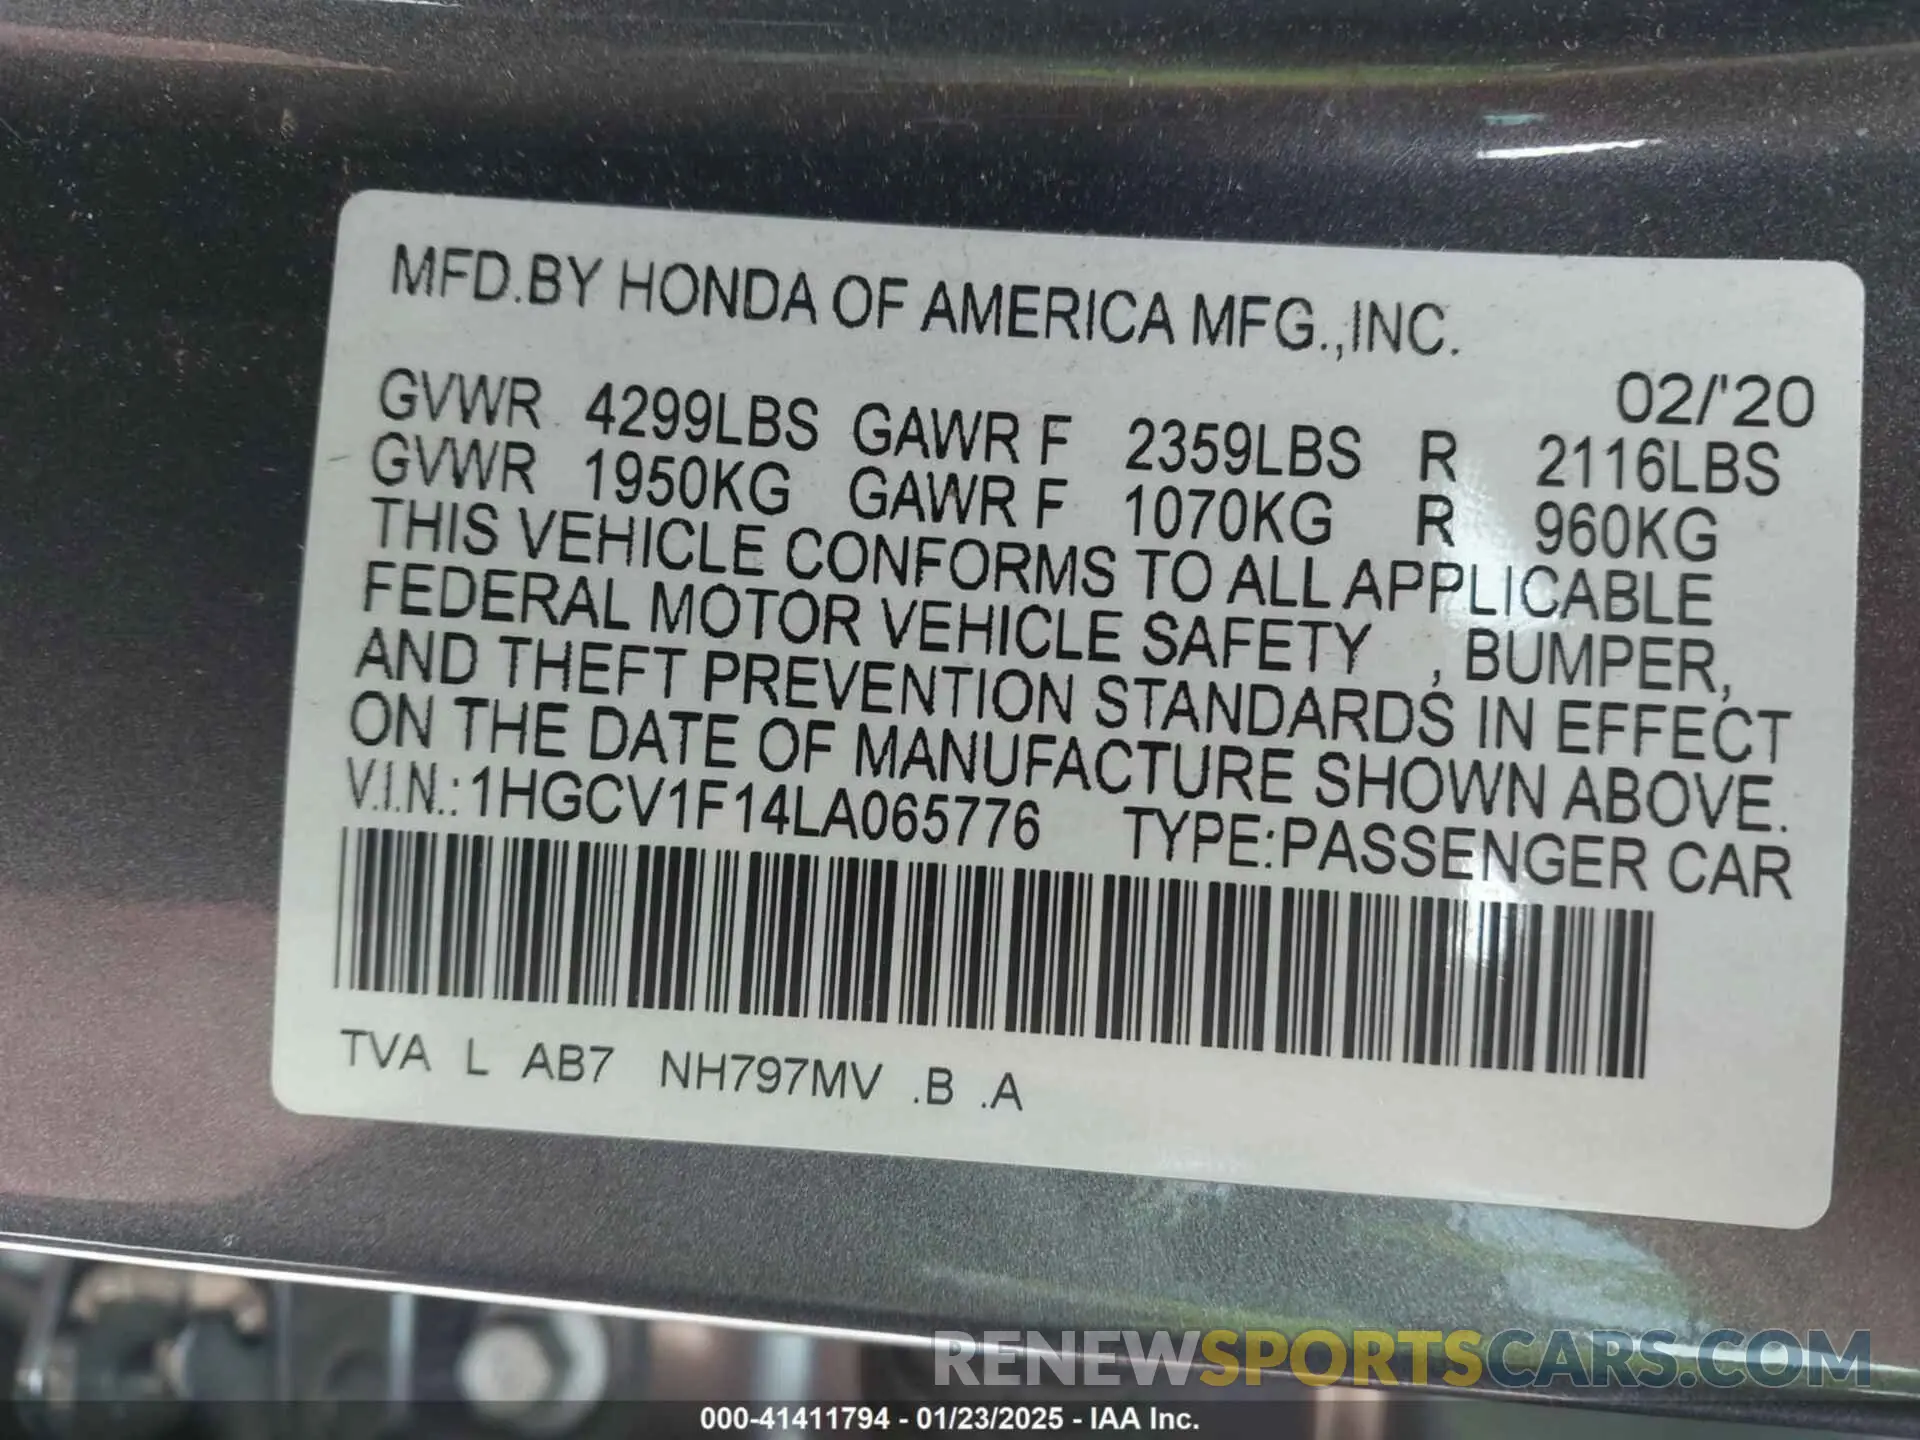 MFD.BY HONDA OF AMERICA MFG.,INC.
02/'20
GVWR 4299LBS GAWR F 2359LBS R 2116LBS
GVWR 1950KG GAWR F 1070KG R 960KG
THIS VEHICLE CONFORMS TO ALL APPLICABLE
FEDERAL MOTOR VEHICLE SAFETY , BUMPER,
AND THEFT PREVENTION STANDARDS IN EFFECT
ON THE DATE OF MANUFACTURE SHOWN ABOVE.
V.I.N.:1HGCV1F14LA065776 TYPE:PASSENGER CAR
TVA L AB7 NH797MV .B .A
RENEWSPORTSCARS.COM
000-41411794 - 01/23/2025 - IAA Inc.